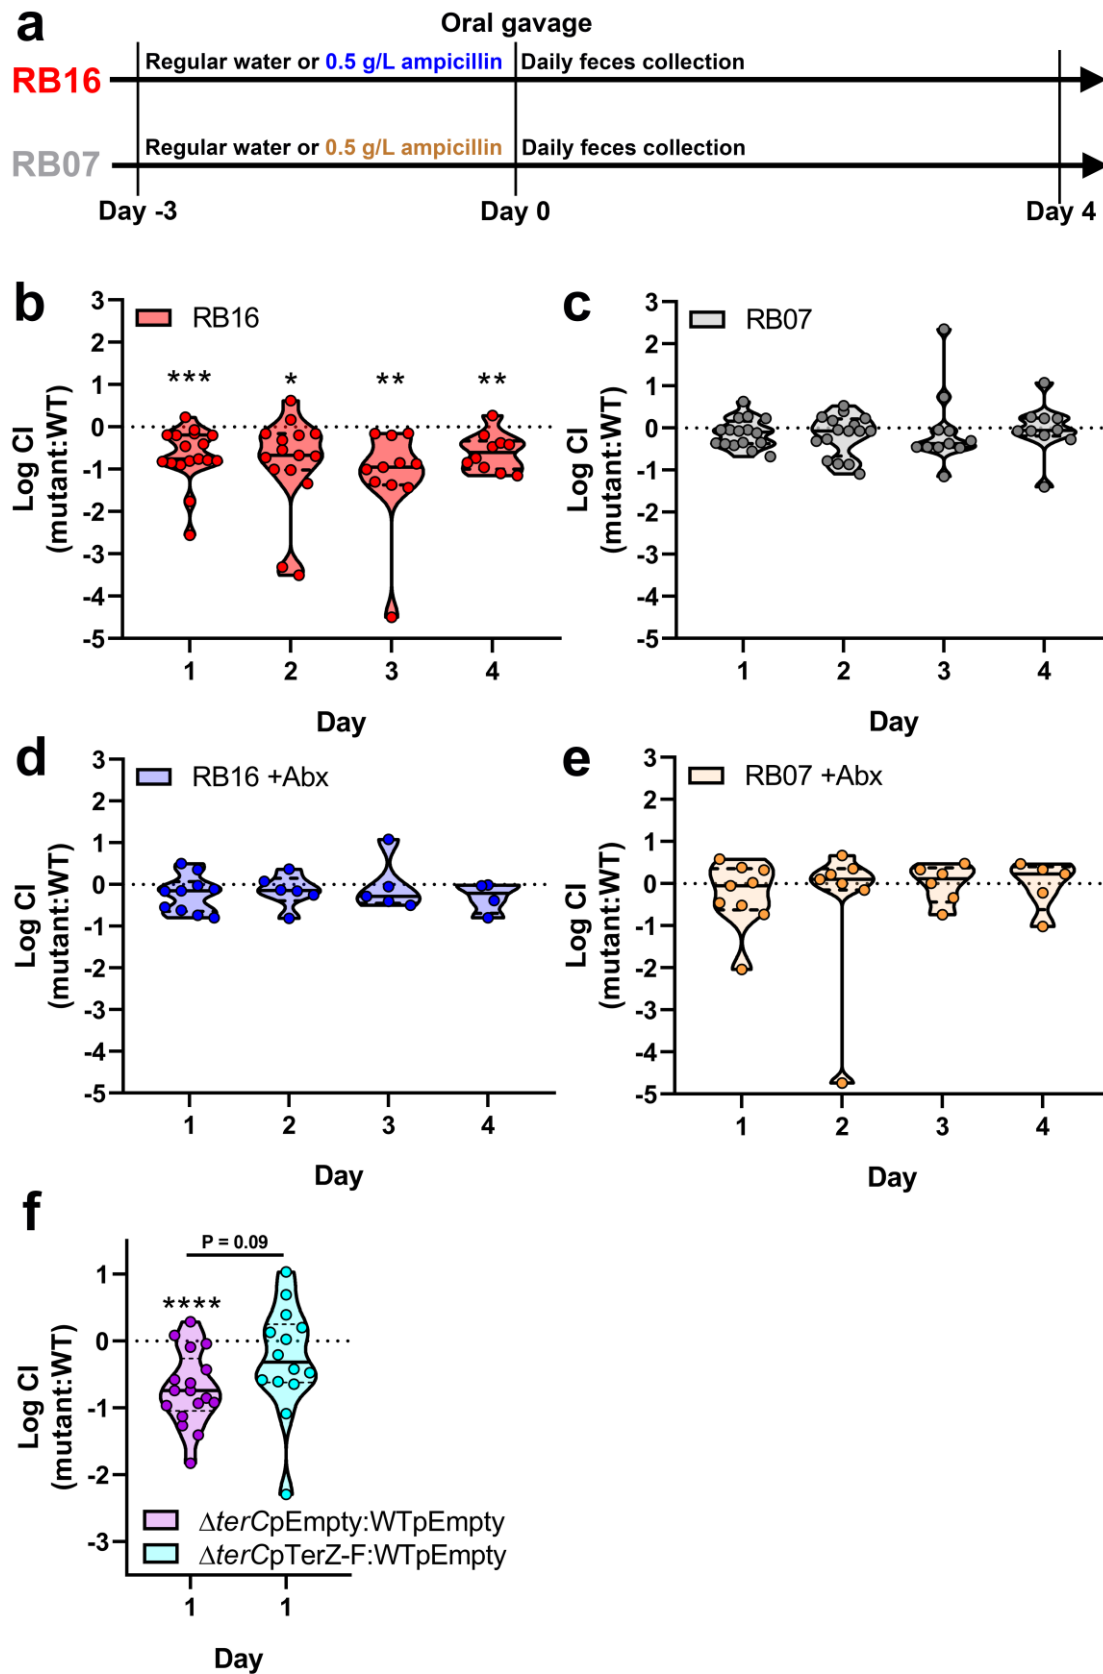 a
Oral gavage
Regular water or 0.5 g/L ampicillin Daily feces collection
RB16
Regular water or 0.5 g/L ampicillin Daily feces collection
RB07
Day -3 Day 0 Day 4
b
RB16
3
2
1
0
-1
-2
-3
-4
-5
Log CI
(mutant:WT)
*** * ** **
1 2 3 4
Day
c
RB07
3
2
1
0
-1
-2
-3
-4
-5
Log CI
(mutant:WT)
1 2 3 4
Day
d
RB16 +Abx
3
2
1
0
-1
-2
-3
-4
-5
Log CI
(mutant:WT)
1 2 3 4
Day
e
RB07 +Abx
3
2
1
0
-1
-2
-3
-4
-5
Log CI
(mutant:WT)
1 2 3 4
Day
f
P = 0.09
****
1
0
-1
-2
-3
Log CI
(mutant:WT)
ΔterCpEmpty:WTpEmpty
ΔterCpTerZ-F:WTpEmpty
1 1
Day